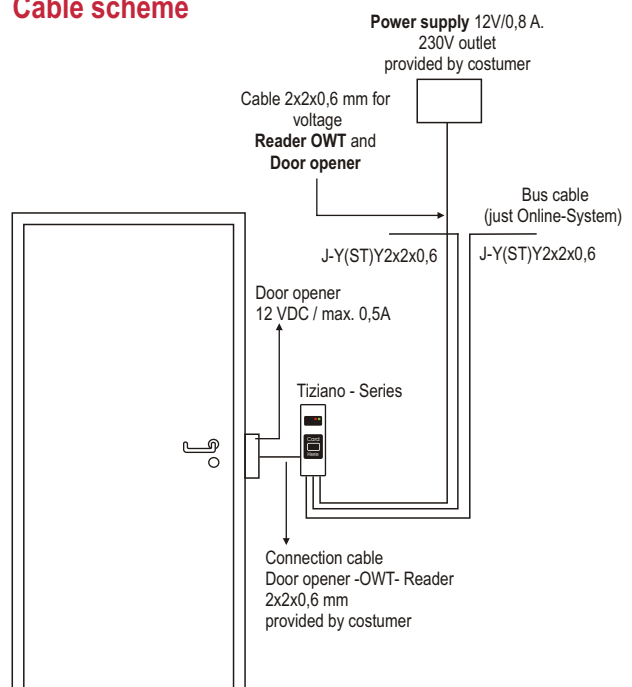 Cable scheme
Power supply 12V/0,8 A.
230V outlet
provided by costumer
Cable 2x2x0,6 mm for
voltage
Reader OWT and
Door opener
Bus cable
(just Online-System)
J-Y(ST)Y2x2x0,6
J-Y(ST)Y2x2x0,6
Door opener
12 VDC / max. 0,5A
Tiziano - Series
Card
Here
Connection cable
Door opener -OWT- Reader
2x2x0,6 mm
provided by costumer